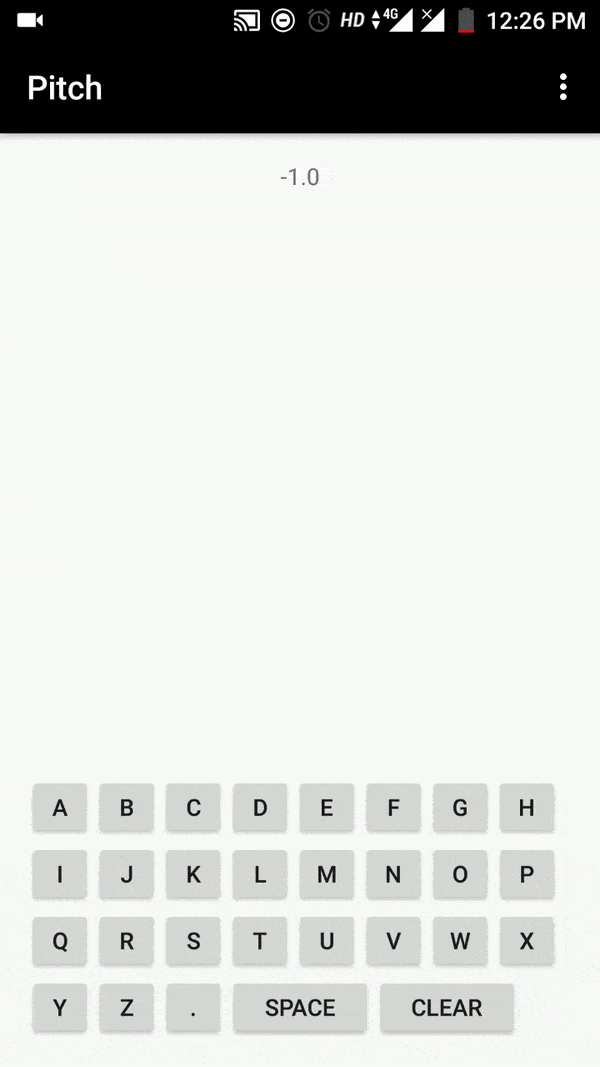 HD 4G 12:26 PM
Pitch
-1.0
A B C D E F G H
I J K L M N O P
Q R S T U V W X
Y Z . SPACE CLEAR